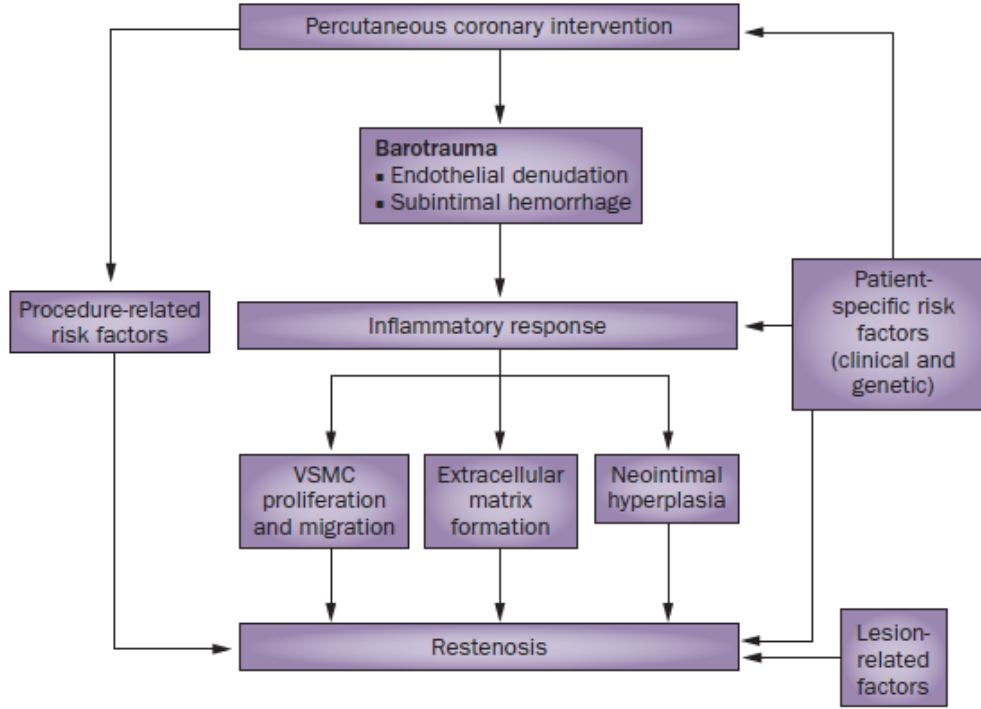 Percutaneous coronary intervention
Barotrauma
▪ Endothelial denudation
▪ Subintimal hemorrhage
Procedure-related
risk factors
Inflammatory response
Patient-
specific risk
factors
(clinical and
genetic)
VSMC
proliferation
and migration
Extracellular
matrix
formation
Neointimal
hyperplasia
Restenosis
Lesion-
related
factors